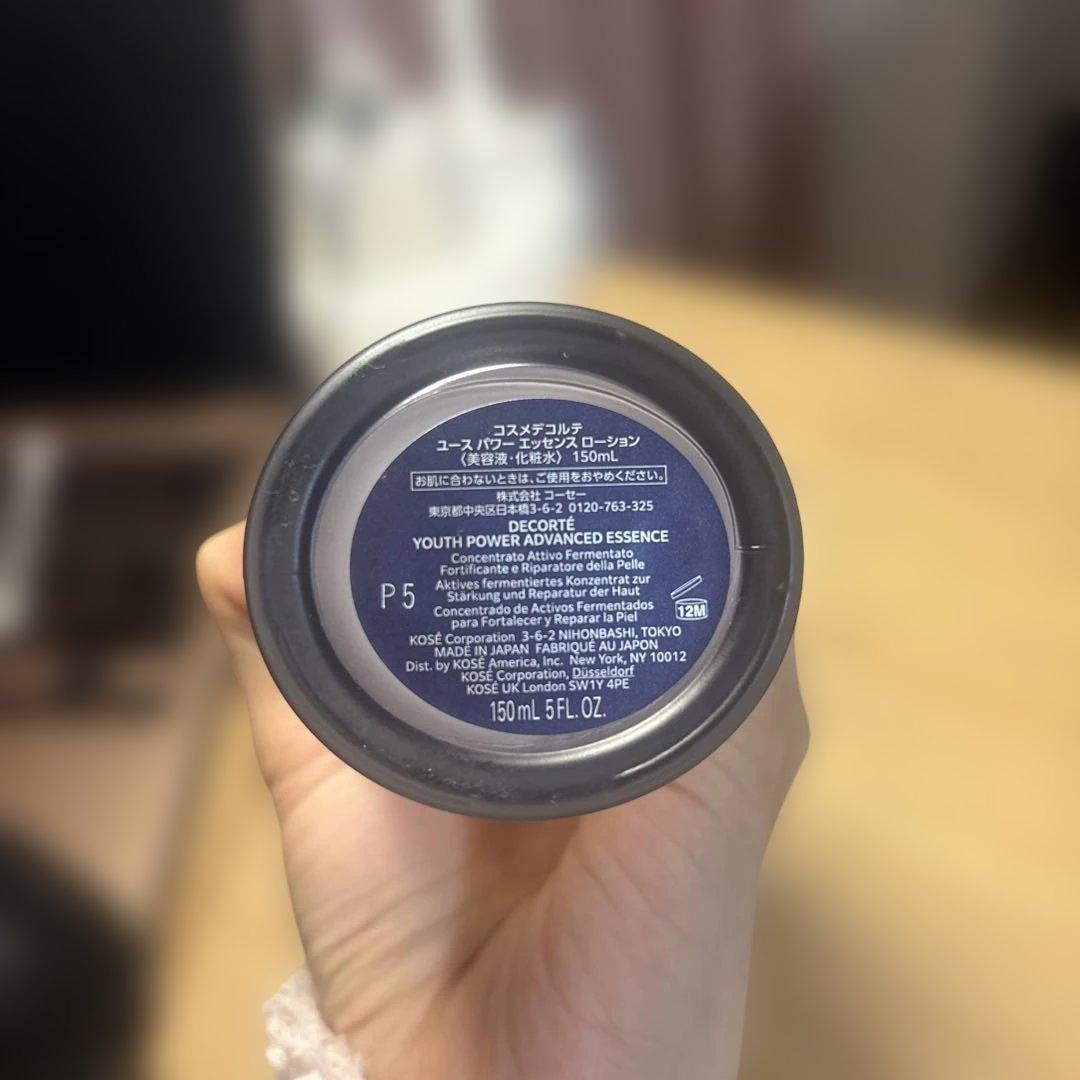 コスメデコルテ
ユース パワー エッセンス ローション
〈美容液・化粧水〉 150mL
お肌に合わないときは、ご使用をおやめください。
株式会社 コーセー
東京都中央区日本橋3-6-2 0120-763-325
DECORTÉ
YOUTH POWER ADVANCED ESSENCE
Concentrato Attivo Fermentato
Fortificante e Riparatore della Pelle
Aktives fermentiertes Konzentrat zur
Stärkung und Reparatur der Haut
P 5
12M
Concentrado de Activos Fermentados
para Fortalecer y Reparar la Piel
KOSÉ Corporation 3-6-2 NIHONBASHI, TOKYO
MADE IN JAPAN FABRIQUÉ AU JAPON
Dist. by KOSÉ America, Inc. New York, NY 10012
KOSÉ Corporation, Düsseldorf
KOSÉ UK London SW1Y 4PE
150mL 5FL. OZ.